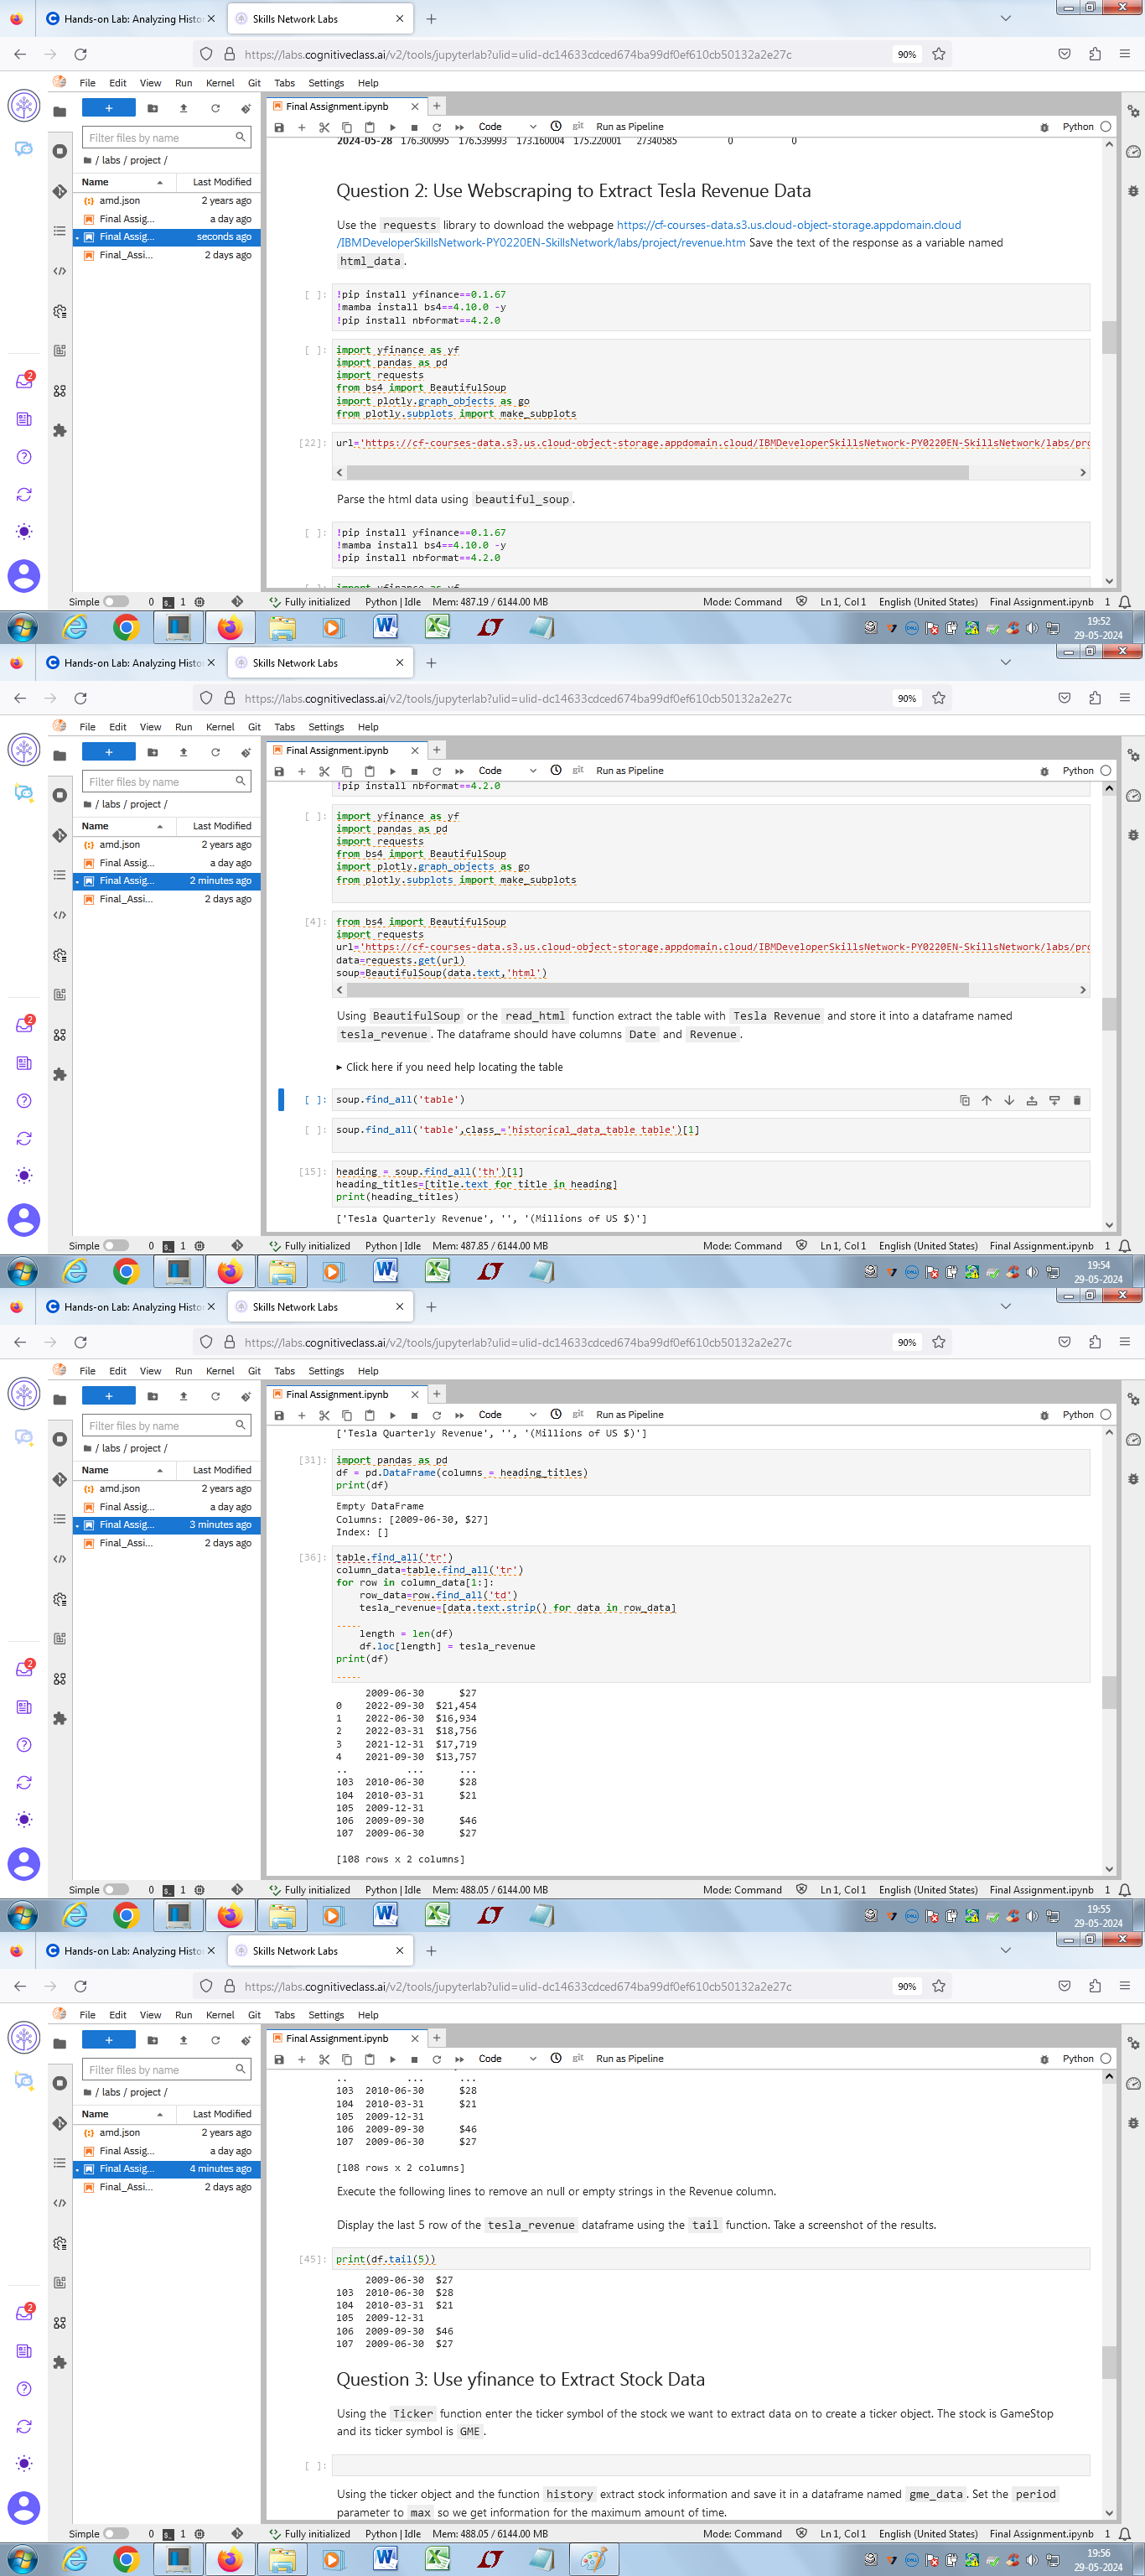 Hands-on Lab: Analyzing Histo
Skills Network Labs
https://labs.cognitiveclass.ai/v2/tools/jupyterlab?ulid=ulid-dc14633cdced674ba99df0ef610cb50132a2e27c
90%
File Edit View Run Kernel Git Tabs Settings Help
Final Assignment.ipynb
Code
git
Run as Pipeline
Python
Filter files by name
/ labs / project /
Name Last Modified
amd.json 2 years ago
Final Assig... a day ago
Final Assig... seconds ago
Final_Assi... 2 days ago
2
2024-05-28 176.300995 176.539993 173.160004 175.220001 27340585 0 0
Question 2: Use Webscraping to Extract Tesla Revenue Data
Use the requests library to download the webpage https://cf-courses-data.s3.us.cloud-object-storage.appdomain.cloud
/IBMDeveloperSkillsNetwork-PY0220EN-SkillsNetwork/labs/project/revenue.htm Save the text of the response as a variable named
html_data.
[ ]: !pip install yfinance==0.1.67
!mamba install bs4==4.10.0 -y
!pip install nbformat==4.2.0
[ ]: import yfinance as yf
import pandas as pd
import requests
from bs4 import BeautifulSoup
import plotly.graph_objects as go
from plotly.subplots import make_subplots
[22]: url='https://cf-courses-data.s3.us.cloud-object-storage.appdomain.cloud/IBMDeveloperSkillsNetwork-PY0220EN-SkillsNetwork/labs/pro
Parse the html data using beautiful_soup.
[ ]: !pip install yfinance==0.1.67
!mamba install bs4==4.10.0 -y
!pip install nbformat==4.2.0
[ ]: import yfinance as yf
Simple 0 1 Fully initialized Python | Idle Mem: 487.19 / 6144.00 MB Mode: Command Ln 1, Col 1 English (United States) Final Assignment.ipynb 1
19:52
29-05-2024
Hands-on Lab: Analyzing Histo
Skills Network Labs
https://labs.cognitiveclass.ai/v2/tools/jupyterlab?ulid=ulid-dc14633cdced674ba99df0ef610cb50132a2e27c
90%
File Edit View Run Kernel Git Tabs Settings Help
Final Assignment.ipynb
Code
git
Run as Pipeline
Python
Filter files by name
/ labs / project /
Name Last Modified
amd.json 2 years ago
Final Assig... a day ago
Final Assig... 2 minutes ago
Final_Assi... 2 days ago
2
!pip install nbformat==4.2.0
[ ]: import yfinance as yf
import pandas as pd
import requests
from bs4 import BeautifulSoup
import plotly.graph_objects as go
from plotly.subplots import make_subplots
[4]: from bs4 import BeautifulSoup
import requests
url='https://cf-courses-data.s3.us.cloud-object-storage.appdomain.cloud/IBMDeveloperSkillsNetwork-PY0220EN-SkillsNetwork/labs/pro
data=requests.get(url)
soup=BeautifulSoup(data.text,'html')
Using BeautifulSoup or the read_html function extract the table with Tesla Revenue and store it into a dataframe named
tesla_revenue. The dataframe should have columns Date and Revenue.
Click here if you need help locating the table
[ ]: soup.find_all('table')
[ ]: soup.find_all('table',class_='historical_data_table table')[1]
[15]: heading = soup.find_all('th')[1]
heading_titles=[title.text for title in heading]
print(heading_titles)
['Tesla Quarterly Revenue', '', '(Millions of US $)']
Simple 0 1 Fully initialized Python | Idle Mem: 487.85 / 6144.00 MB Mode: Command Ln 1, Col 1 English (United States) Final Assignment.ipynb 1
19:54
29-05-2024
Hands-on Lab: Analyzing Histo
Skills Network Labs
https://labs.cognitiveclass.ai/v2/tools/jupyterlab?ulid=ulid-dc14633cdced674ba99df0ef610cb50132a2e27c
90%
File Edit View Run Kernel Git Tabs Settings Help
Final Assignment.ipynb
Code
git
Run as Pipeline
Python
Filter files by name
/ labs / project /
Name Last Modified
amd.json 2 years ago
Final Assig... a day ago
Final Assig... 3 minutes ago
Final_Assi... 2 days ago
2
['Tesla Quarterly Revenue', '', '(Millions of US $)']
[31]: import pandas as pd
df = pd.DataFrame(columns = heading_titles)
print(df)
Empty DataFrame
Columns: [2009-06-30, $27]
Index: []
[36]: table.find_all('tr')
column_data=table.find_all('tr')
for row in column_data[1:]:
row_data=row.find_all('td')
tesla_revenue=[data.text.strip() for data in row_data]
length = len(df)
df.loc[length] = tesla_revenue
print(df)
2009-06-30 $27
0 2022-09-30 $21,454
1 2022-06-30 $16,934
2 2022-03-31 $18,756
3 2021-12-31 $17,719
4 2021-09-30 $13,757
.. ... ...
103 2010-06-30 $28
104 2010-03-31 $21
105 2009-12-31
106 2009-09-30 $46
107 2009-06-30 $27
[108 rows x 2 columns]
Simple 0 1 Fully initialized Python | Idle Mem: 488.05 / 6144.00 MB Mode: Command Ln 1, Col 1 English (United States) Final Assignment.ipynb 1
19:55
29-05-2024
Hands-on Lab: Analyzing Histo
Skills Network Labs
https://labs.cognitiveclass.ai/v2/tools/jupyterlab?ulid=ulid-dc14633cdced674ba99df0ef610cb50132a2e27c
90%
File Edit View Run Kernel Git Tabs Settings Help
Final Assignment.ipynb
Code
git
Run as Pipeline
Python
Filter files by name
/ labs / project /
Name Last Modified
amd.json 2 years ago
Final Assig... a day ago
Final Assig... 4 minutes ago
Final_Assi... 2 days ago
2
.. ... ...
103 2010-06-30 $28
104 2010-03-31 $21
105 2009-12-31
106 2009-09-30 $46
107 2009-06-30 $27
[108 rows x 2 columns]
Execute the following lines to remove an null or empty strings in the Revenue column.
Display the last 5 row of the tesla_revenue dataframe using the tail function. Take a screenshot of the results.
[45]: print(df.tail(5))
2009-06-30 $27
103 2010-06-30 $28
104 2010-03-31 $21
105 2009-12-31
106 2009-09-30 $46
107 2009-06-30 $27
Question 3: Use yfinance to Extract Stock Data
Using the Ticker function enter the ticker symbol of the stock we want to extract data on to create a ticker object. The stock is GameStop
and its ticker symbol is GME.
[ ]:
Using the ticker object and the function history extract stock information and save it in a dataframe named gme_data. Set the period
parameter to max so we get information for the maximum amount of time.
Simple 0 1 Fully initialized Python | Idle Mem: 488.05 / 6144.00 MB Mode: Command Ln 1, Col 1 English (United States) Final Assignment.ipynb 1
19:56
29-05-2024